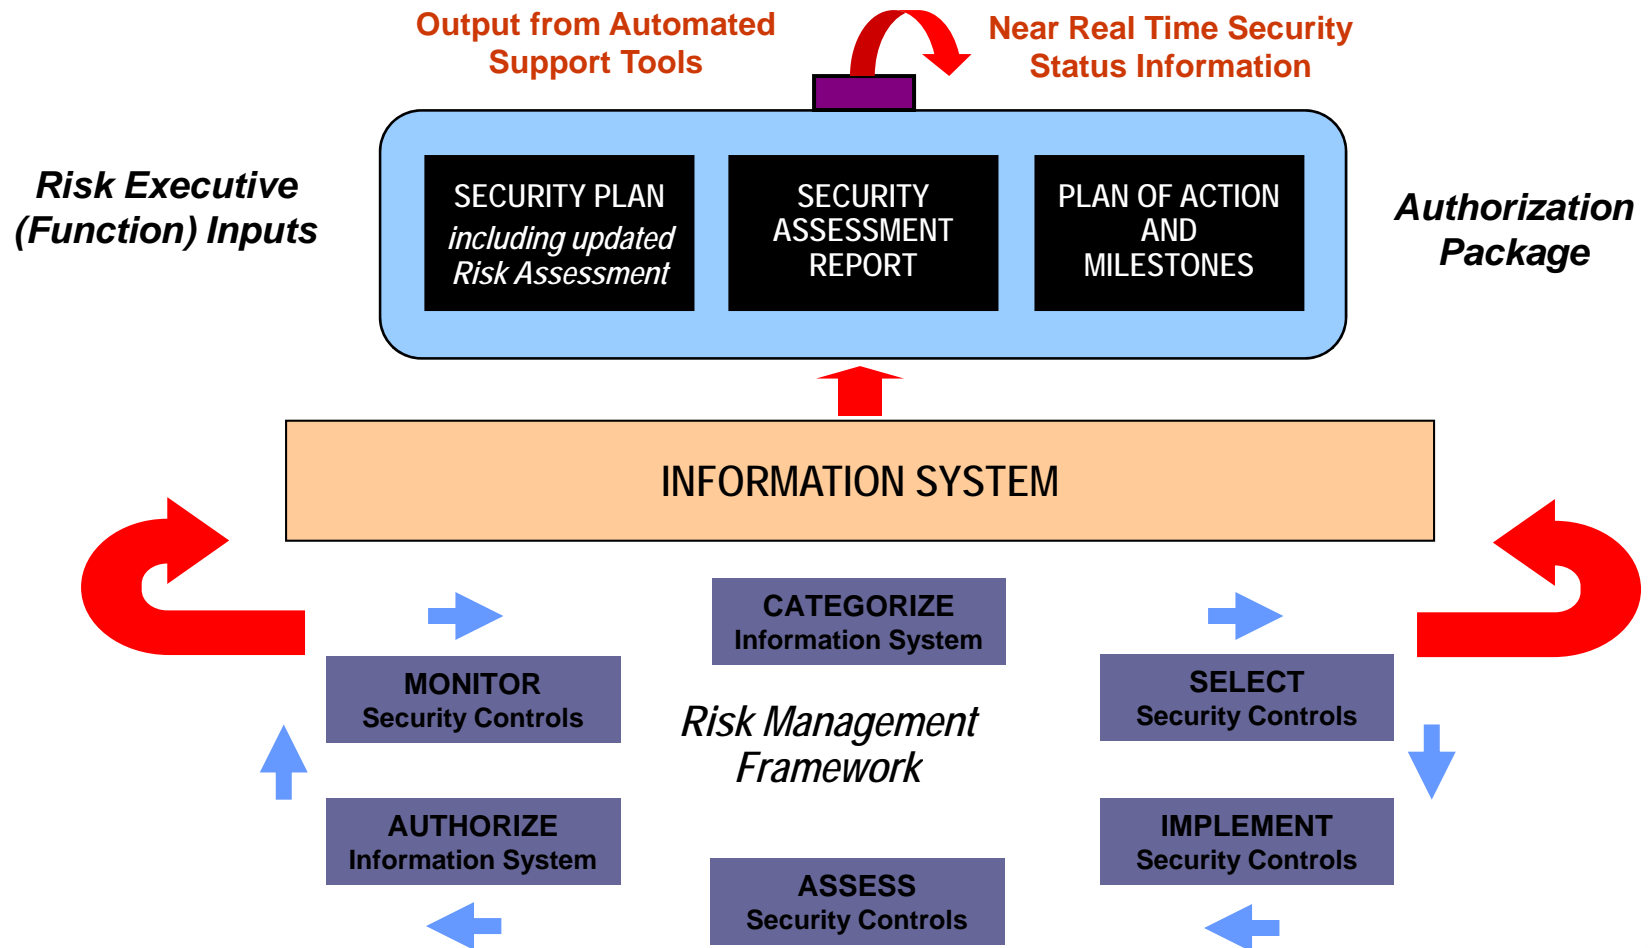 Output from Automated
Support Tools
Near Real Time Security
Status Information
Risk Executive
(Function) Inputs
SECURITY PLAN
including updated
Risk Assessment
SECURITY
ASSESSMENT
REPORT
PLAN OF ACTION
AND
MILESTONES
Authorization
Package
INFORMATION SYSTEM
CATEGORIZE
Information System
MONITOR
Security Controls
SELECT
Security Controls
Risk Management
Framework
AUTHORIZE
Information System
IMPLEMENT
Security Controls
ASSESS
Security Controls